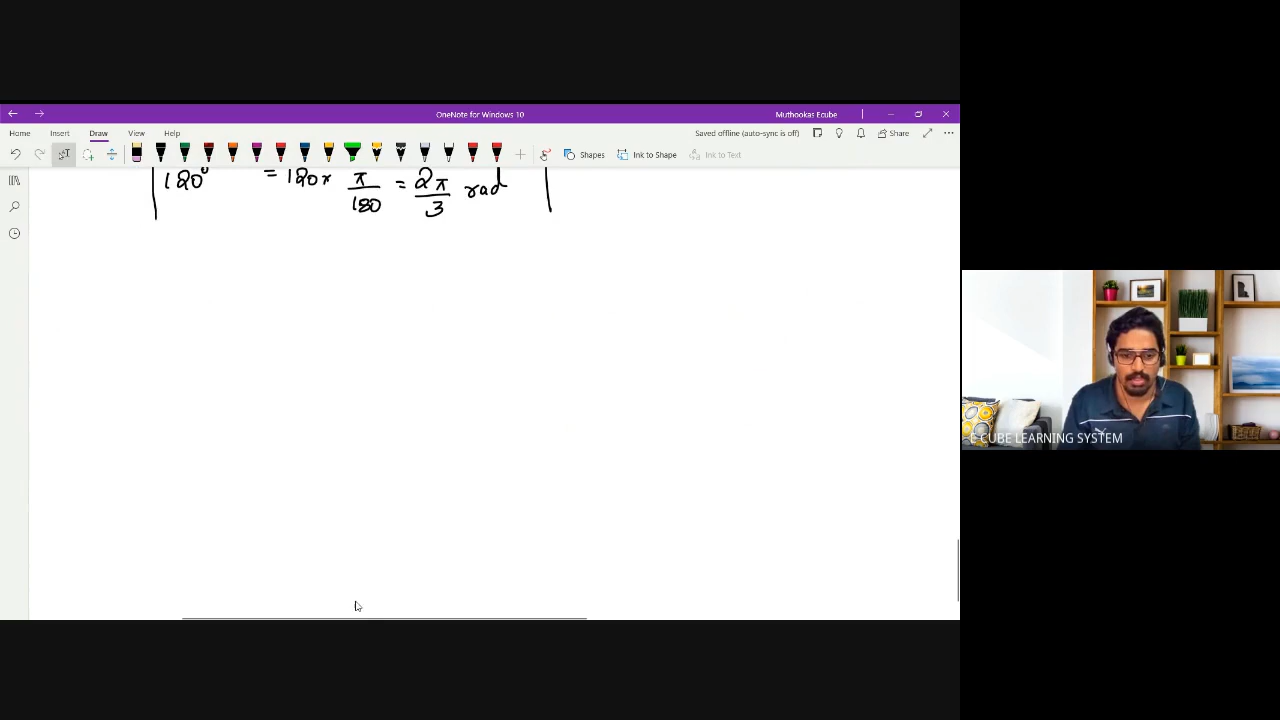 OneNote for Windows 10
Muthookas Ecube
Home Insert Draw View Help
Saved offline (auto-sync is off)
Share
Shapes
Ink to Shape
Ink to Text
120° = 120 x π/180 = 2π/3 rad
E CUBE LEARNING SYSTEM